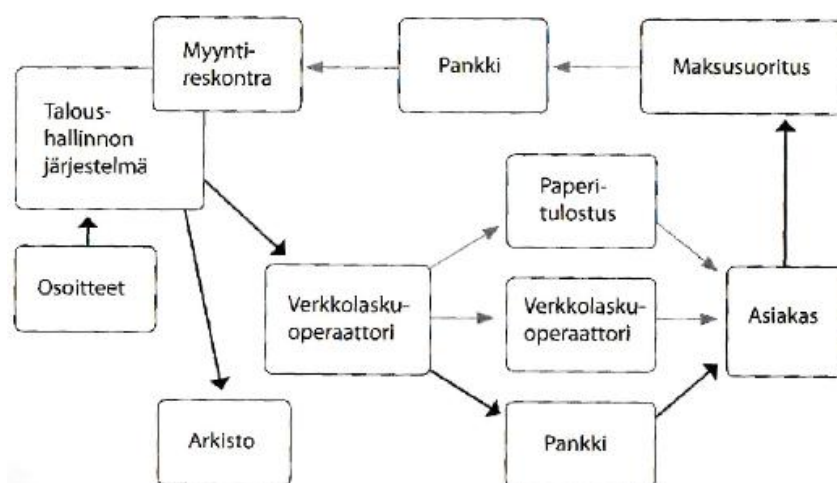 Myynti-
reskontra
Pankki
Maksusuoritus
Talous-
hallinnon
järjestelmä
Paperi-
tulostus
Osoitteet
Verkkolasku-
operaattori
Verkkolasku-
operaattori
Asiakas
Arkisto
Pankki